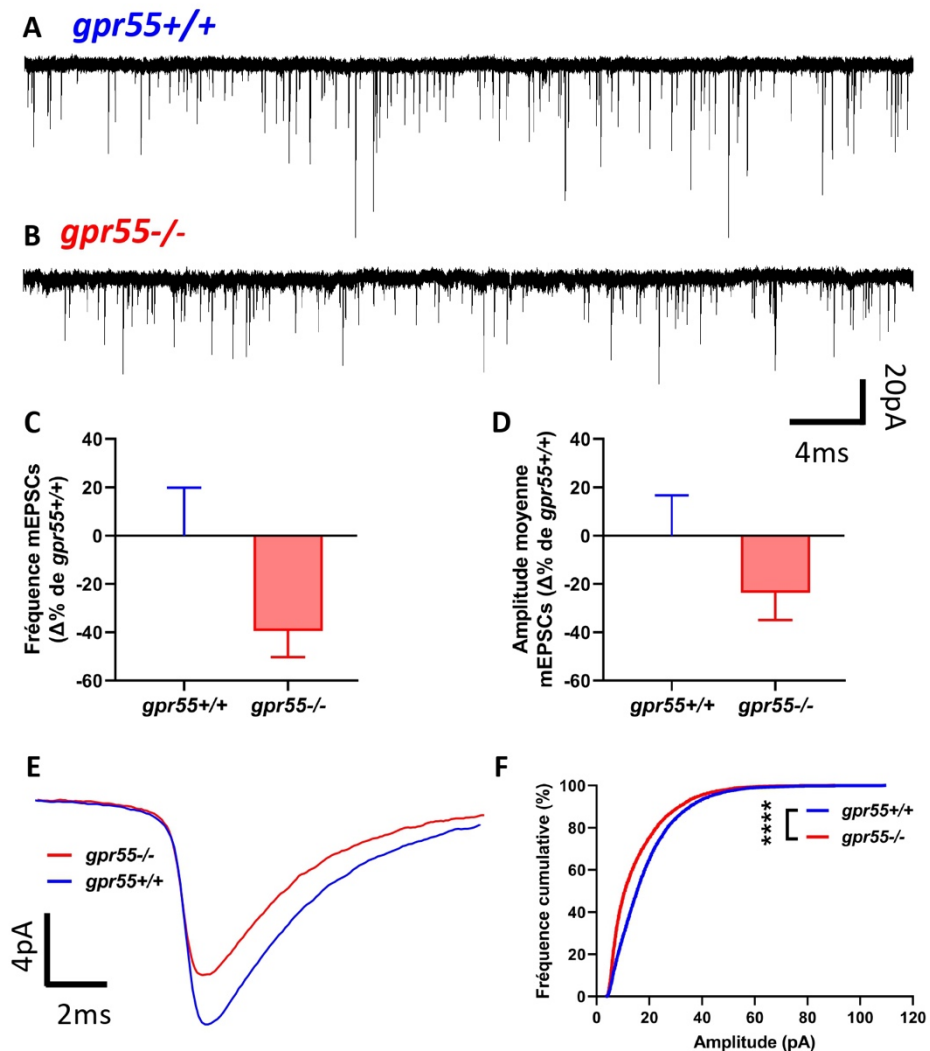 A gpr55+/+
B gpr55-/-
20pA
4ms
C
Fréquence mEPSCs
(Δ% de gpr55+/+)
40
20
0
-20
-40
-60
gpr55+/+ gpr55-/-
D
Amplitude moyenne
mEPSCs (Δ% de gpr55+/+)
40
20
0
-20
-40
-60
gpr55+/+ gpr55-/-
E
gpr55-/-
gpr55+/+
4pA
2ms
F
Fréquence cumulative (%)
100
80
60
40
20
0
0 20 40 60 80 100 120
Amplitude (pA)
****
gpr55+/+
gpr55-/-